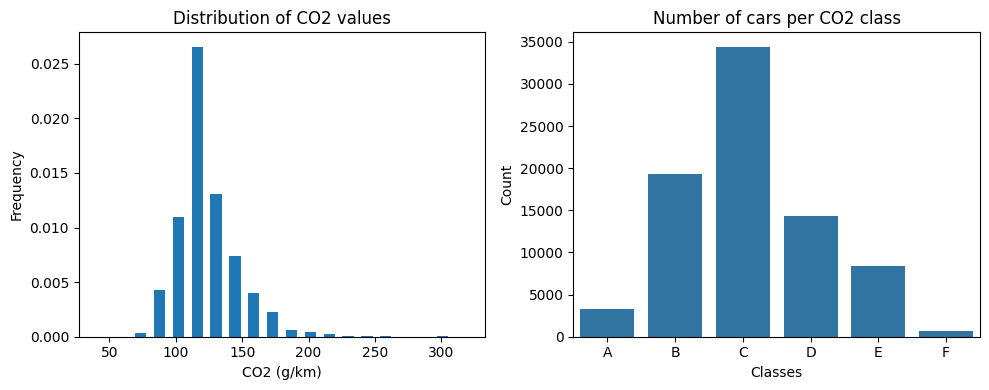 Distribution of CO2 values
Frequency
0.025
0.020
0.015
0.010
0.005
0.000
50
100
150
200
250
300
CO2 (g/km)
Number of cars per CO2 class
Count
35000
30000
25000
20000
15000
10000
5000
0
A
B
C
D
E
F
Classes